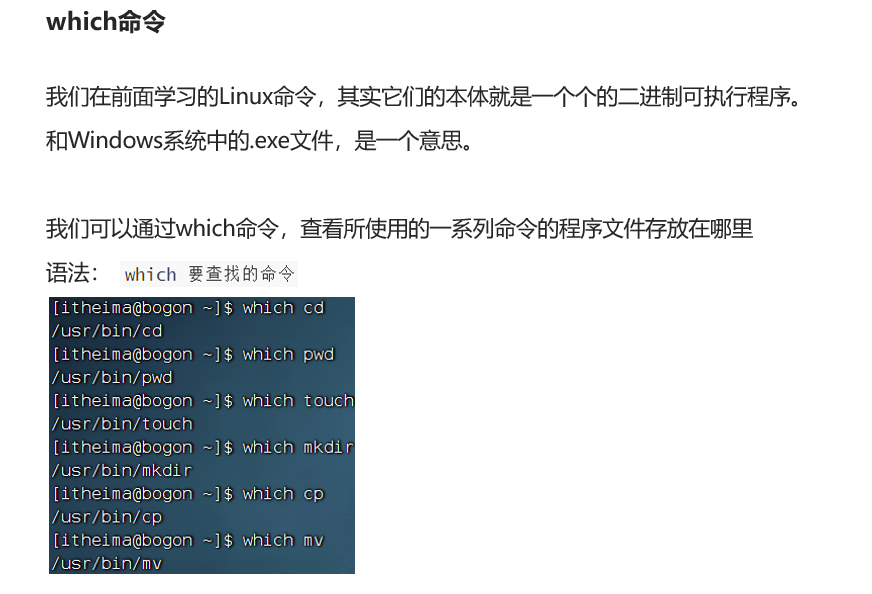 which命令
我们在前面学习的Linux命令，其实它们的本体就是一个个的二进制可执行程序。
和Windows系统中的.exe文件，是一个意思。
我们可以通过which命令，查看所使用的一系列命令的程序文件存放在哪里
语法： which 要查找的命令
[itheima@bogon ~]$ which cd
/usr/bin/cd
[itheima@bogon ~]$ which pwd
/usr/bin/pwd
[itheima@bogon ~]$ which touch
/usr/bin/touch
[itheima@bogon ~]$ which mkdir
/usr/bin/mkdir
[itheima@bogon ~]$ which cp
/usr/bin/cp
[itheima@bogon ~]$ which mv
/usr/bin/mv